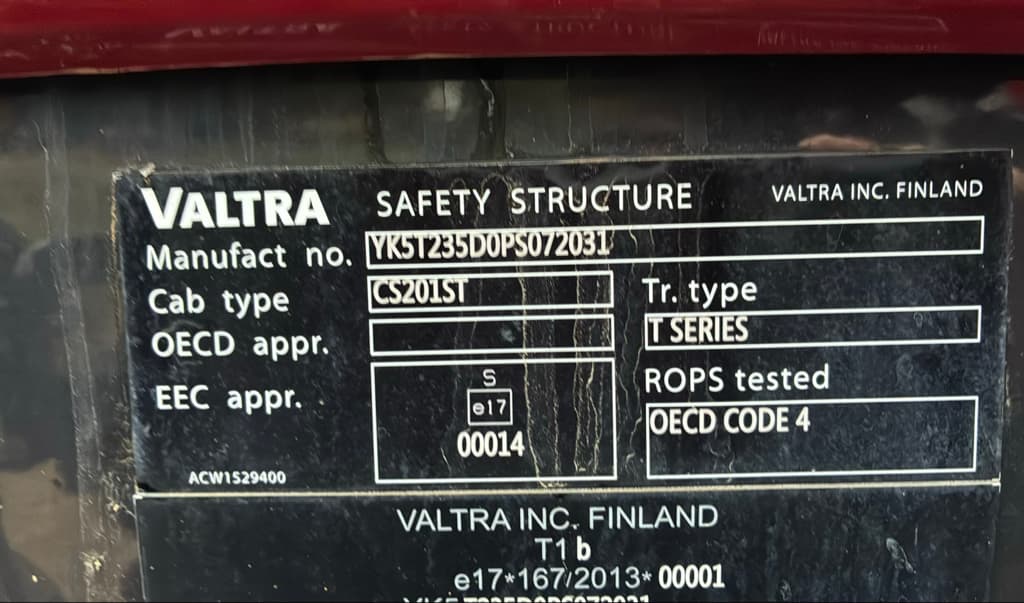 VALTRA SAFETY STRUCTURE VALTRA INC. FINLAND
Manufact no. YK5T235D0PS072031
Cab type CS201ST
Tr. type
OECD appr.
T SERIES
EEC appr.
S
e17
00014
ROPS tested
OECD CODE 4
ACW1529400
VALTRA INC. FINLAND
T1 b
e17*167/2013*00001
YK5T235D0PS072031